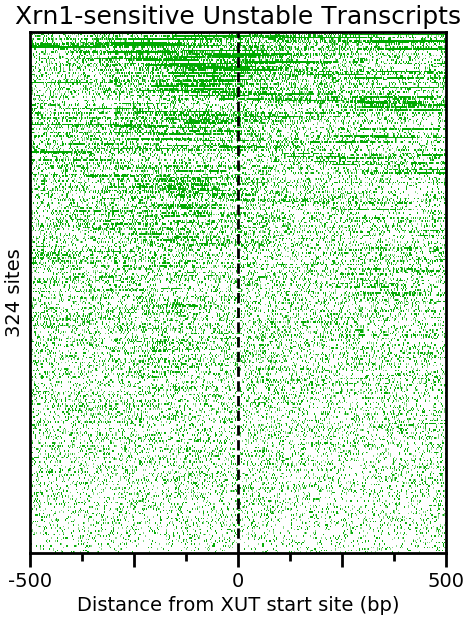 Xrn1-sensitive Unstable Transcripts
324 sites
-500
0
500
Distance from XUT start site (bp)